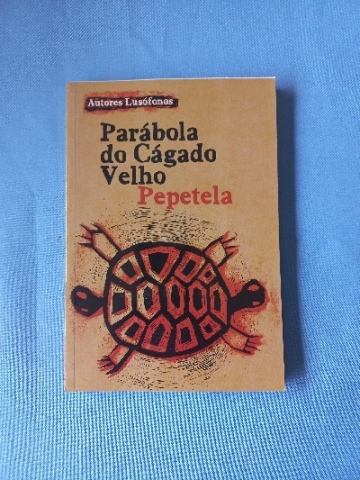 Autores Lusófonos
Parábola
do Cágado
Velho
Pepetela